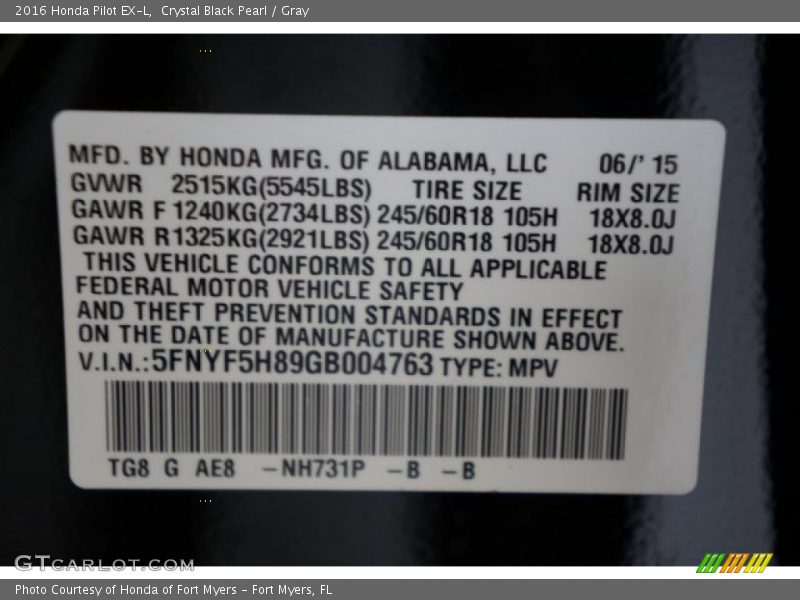 2016 Honda Pilot EX-L, Crystal Black Pearl / Gray
MFD. BY HONDA MFG. OF ALABAMA, LLC 06/' 15
GVWR 2515KG(5545LBS) TIRE SIZE RIM SIZE
GAWR F 1240KG(2734LBS) 245/60R18 105H 18X8.0J
GAWR R1325KG(2921LBS) 245/60R18 105H 18X8.0J
THIS VEHICLE CONFORMS TO ALL APPLICABLE
FEDERAL MOTOR VEHICLE SAFETY
AND THEFT PREVENTION STANDARDS IN EFFECT
ON THE DATE OF MANUFACTURE SHOWN ABOVE.
V.I.N.:5FNYF5H89GB004763 TYPE: MPV
TG8 G AE8 -NH731P -B -B
GTCARLOT.COM
Photo Courtesy of Honda of Fort Myers - Fort Myers, FL